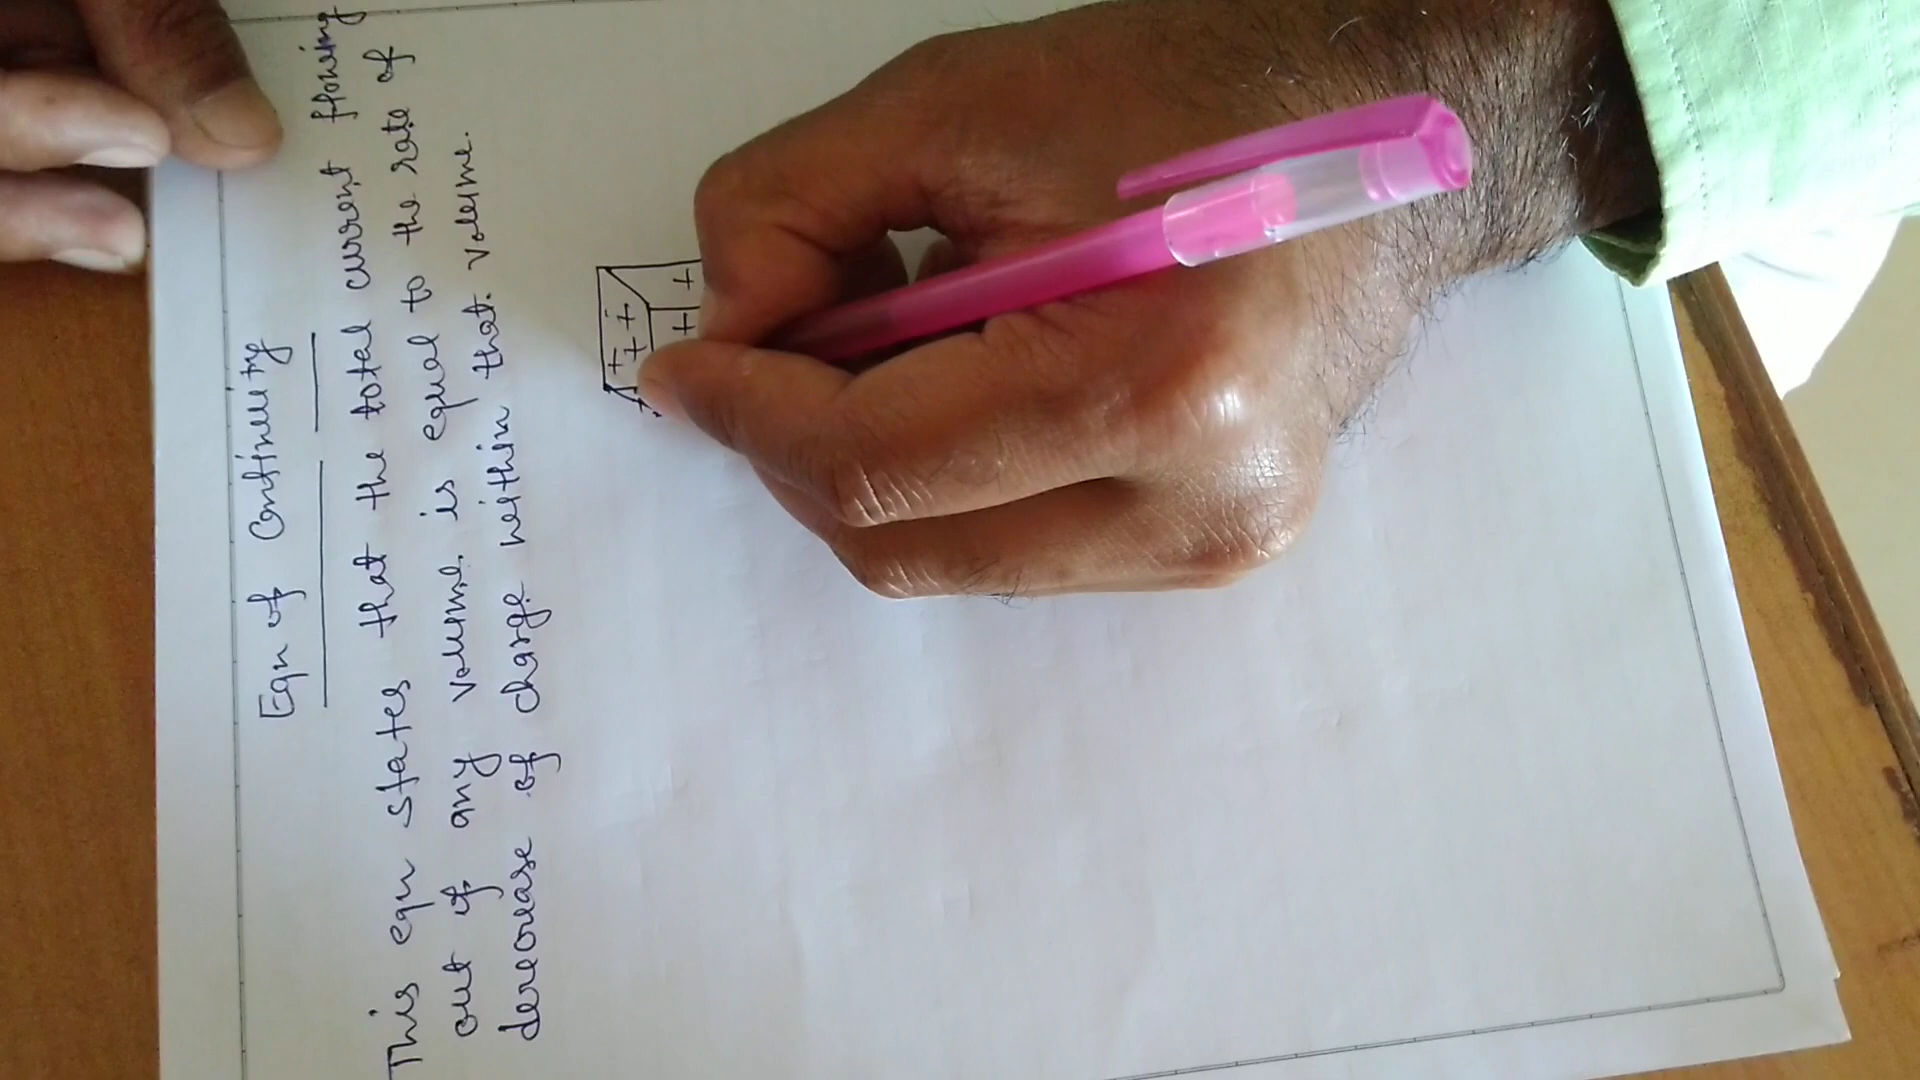 Eqn of Continuity
This eqn states that the total current flowing
out of any volume is equal to the rate of
decrease of charge within that volume.
+ + + +
+ +